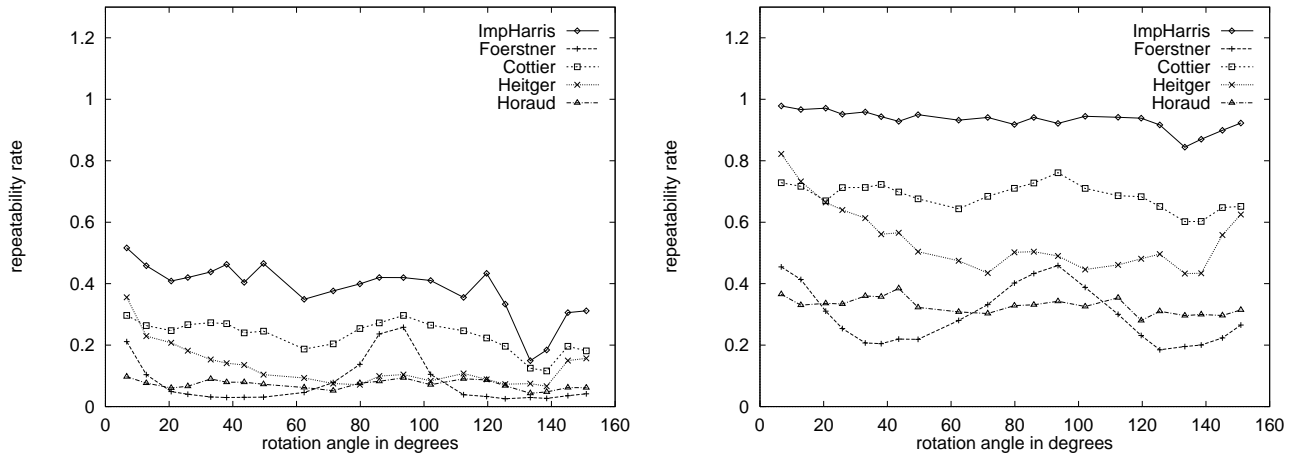 1.2
1
0.8
0.6
0.4
0.2
0
repeatability rate
0 20 40 60 80 100 120 140 160
rotation angle in degrees
ImpHarris
Foerstner
Cottier
Heitger
Horaud
1.2
1
0.8
0.6
0.4
0.2
0
repeatability rate
0 20 40 60 80 100 120 140 160
rotation angle in degrees
ImpHarris
Foerstner
Cottier
Heitger
Horaud